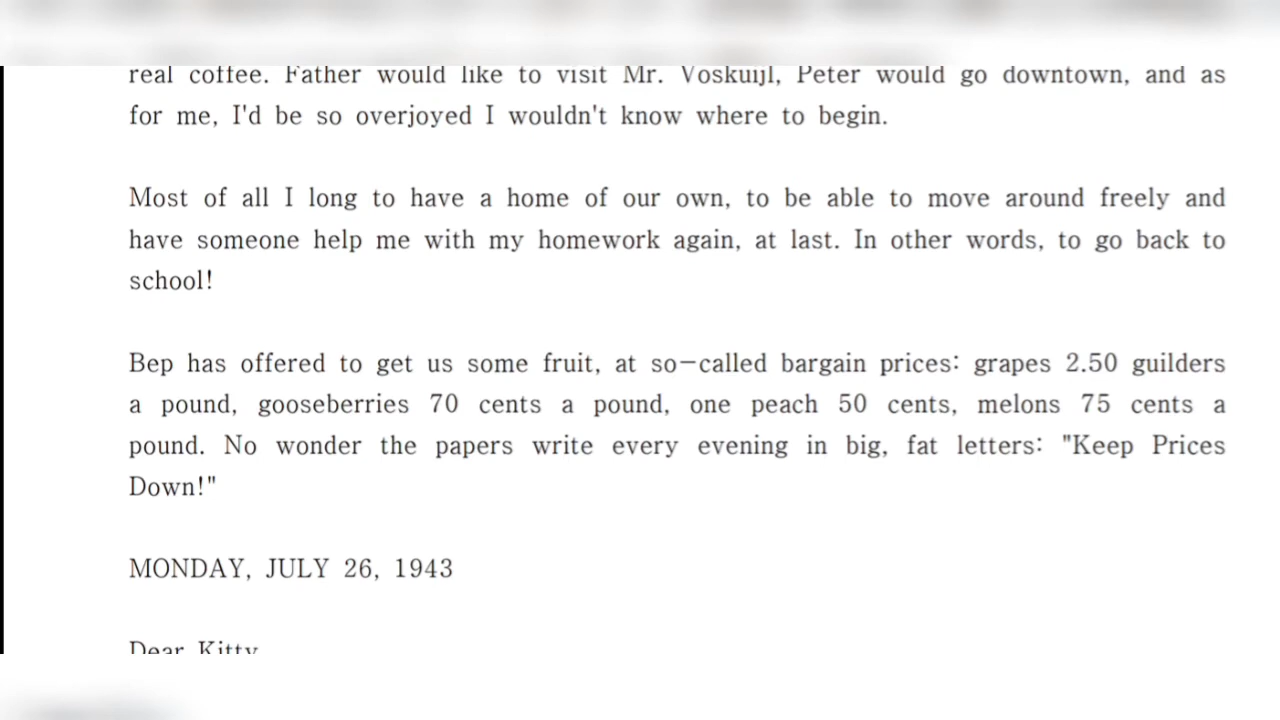 real coffee. Father would like to visit Mr. Voskuijl, Peter would go downtown, and as
for me, I'd be so overjoyed I wouldn't know where to begin.
Most of all I long to have a home of our own, to be able to move around freely and
have someone help me with my homework again, at last. In other words, to go back to
school!
Bep has offered to get us some fruit, at so-called bargain prices: grapes 2.50 guilders
a pound, gooseberries 70 cents a pound, one peach 50 cents, melons 75 cents a
pound. No wonder the papers write every evening in big, fat letters: "Keep Prices
Down!"
MONDAY, JULY 26, 1943
Dear Kitty